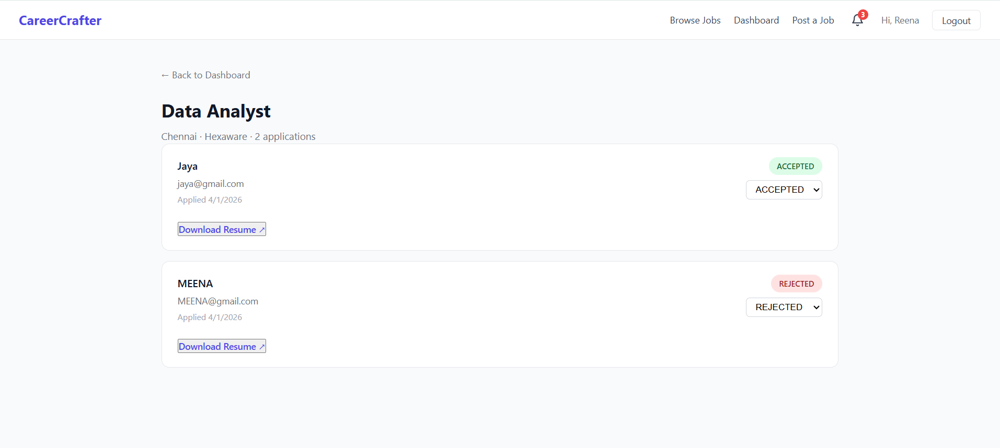 CareerCrafter
Browse Jobs
Dashboard
Post a Job
3
Hi, Reena
Logout
← Back to Dashboard
Data Analyst
Chennai · Hexaware · 2 applications
Jaya
ACCEPTED
jaya@gmail.com
ACCEPTED
Applied 4/1/2026
Download Resume ↗
MEENA
REJECTED
MEENA@gmail.com
REJECTED
Applied 4/1/2026
Download Resume ↗